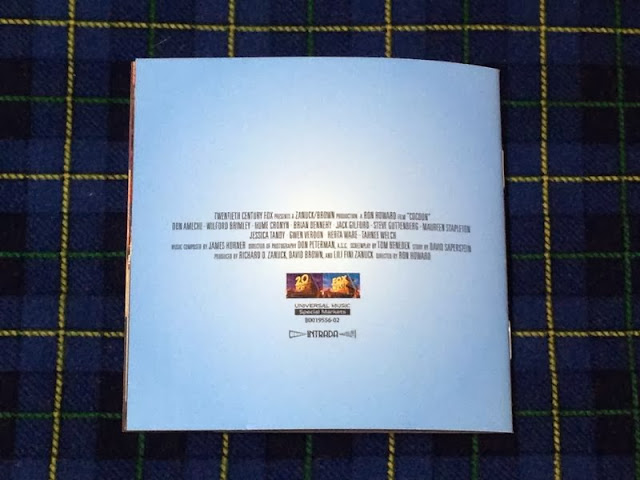 TWENTIETH CENTURY FOX PRESENTS A ZANUCK/BROWN PRODUCTION A RON HOWARD FILM "COCOON"
DON AMECHE · WILFORD BRIMLEY · HUME CRONYN · BRIAN DENNEHY · JACK GILFORD · STEVE GUTTENBERG · MAUREEN STAPLETON
JESSICA TANDY · GWEN VERDON · HERTA WARE · TAHNEE WELCH
MUSIC COMPOSED BY JAMES HORNER DIRECTOR OF PHOTOGRAPHY DON PETERMAN, A.S.C. SCREENPLAY BY TOM BENEDEK STORY BY DAVID SAPERSTEIN
PRODUCED BY RICHARD D. ZANUCK, DAVID BROWN, AND LILI FINI ZANUCK DIRECTED BY RON HOWARD
20 FOX
UNIVERSAL MUSIC
Special Markets
B0019556-02
INTRADA